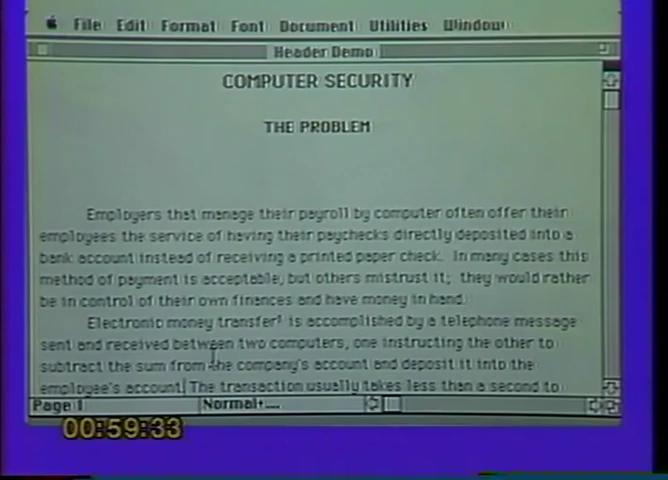 File Edit Format Font Document Utilities Window
Header Demo
COMPUTER SECURITY
THE PROBLEM
Employers that manage their payroll by computer often offer their
employees the service of having their paychecks directly deposited into a
bank account instead of receiving a printed paper check. In many cases this
method of payment is acceptable, but others mistrust it; they would rather
be in control of their own finances and have money in hand.
Electronic money transfer¹ is accomplished by a telephone message
sent and received between two computers, one instructing the other to
subtract the sum from the company's account and deposit it into the
employee's account. The transaction usually takes less than a second to
Page 1 Normal+....
00:59:33